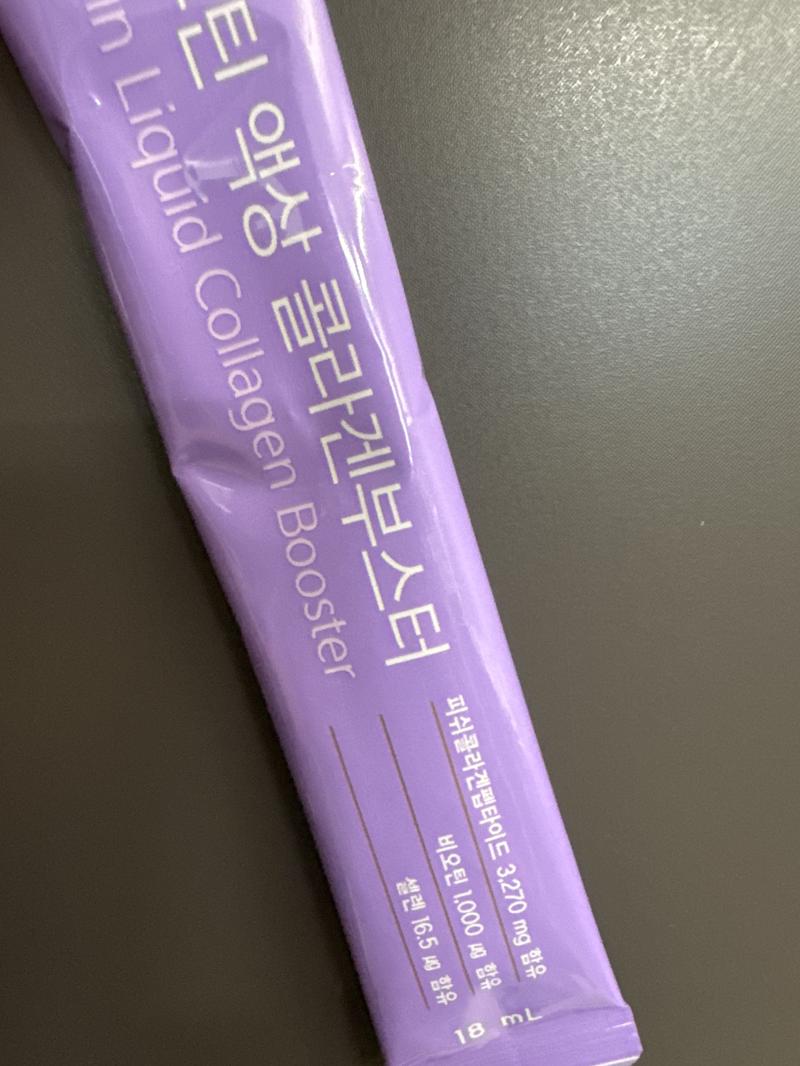 틴 액상 콜라겐부스터
in Liquid Collagen Booster
피쉬콜라겐펩타이드 3,270 mg 함유
비오틴 1,000 ㎍ 함유
셀렌 16.5 ㎍ 함유
18 mL